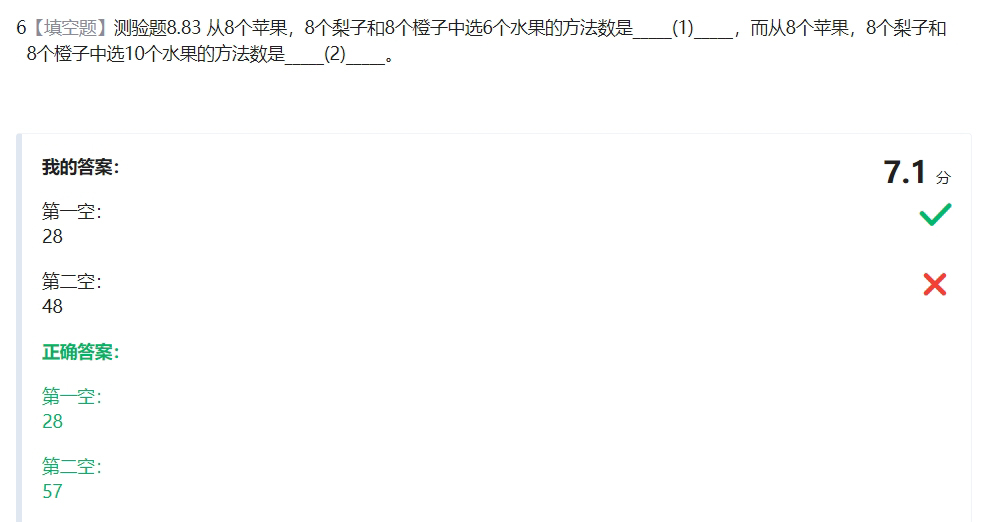 6【填空题】测验题8.83 从8个苹果，8个梨子和8个橙子中选6个水果的方法数是_____(1)_____，而从8个苹果，8个梨子和
8个橙子中选10个水果的方法数是_____(2)_____。
我的答案：
7.1 分
第一空：
28
第二空：
48
正确答案：
第一空：
28
第二空：
57